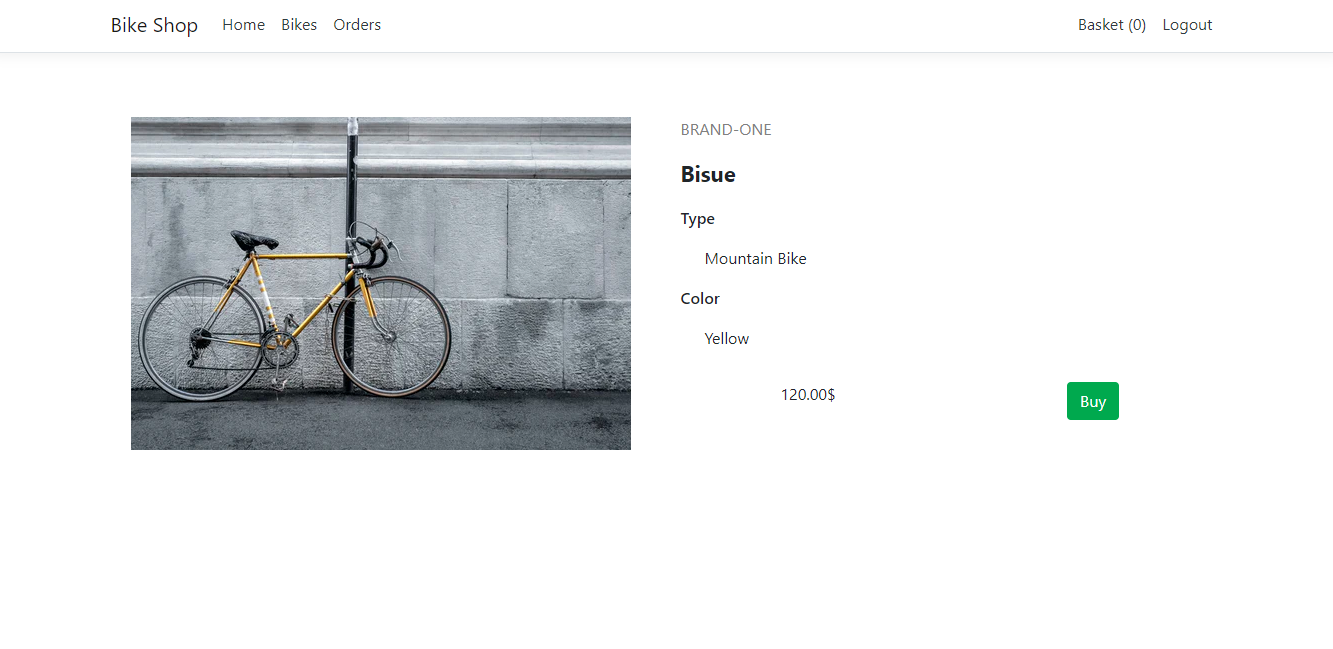 Bike Shop Home Bikes Orders Basket (0) Logout
BRAND-ONE
Bisue
Type
Mountain Bike
Color
Yellow
120.00$ Buy